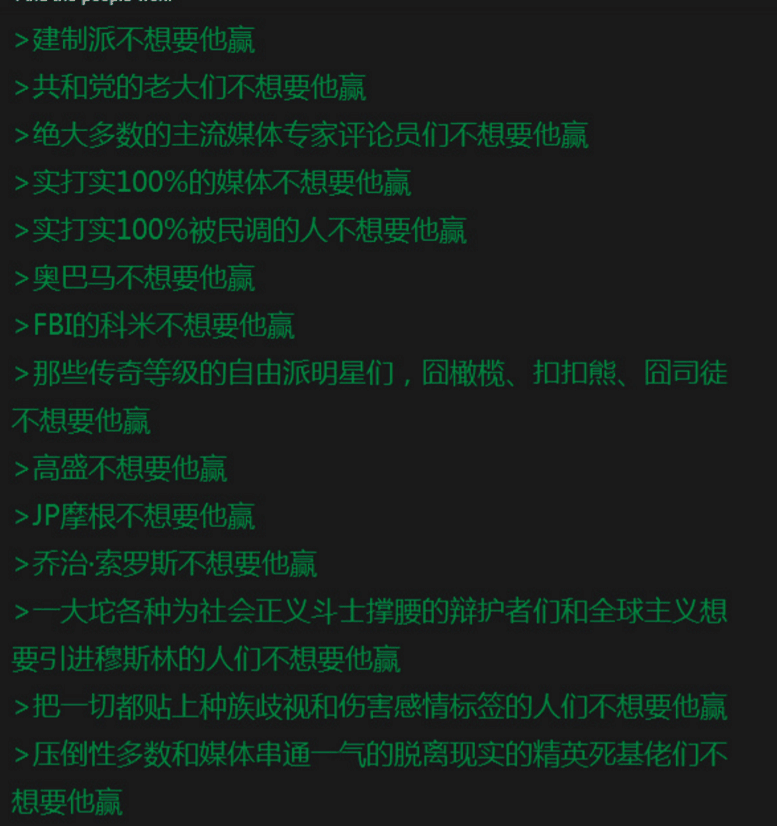 >建制派不想要他赢
>共和党的老大们不想要他赢
>绝大多数的主流媒体专家评论员们不想要他赢
>实打实100%的媒体不想要他赢
>实打实100%被民调的人不想要他赢
>奥巴马不想要他赢
>FBI的科米不想要他赢
>那些传奇等级的自由派明星们，囧橄榄、扣扣熊、囧司徒
不想要他赢
>高盛不想要他赢
>JP摩根不想要他赢
>乔治·索罗斯不想要他赢
>一大坨各种为社会正义斗士撑腰的辩护者们和全球主义想
要引进穆斯林的人们不想要他赢
>把一切都贴上种族歧视和伤害感情标签的人们不想要他赢
>压倒性多数和媒体串通一气的脱离现实的精英死基佬们不
想要他赢